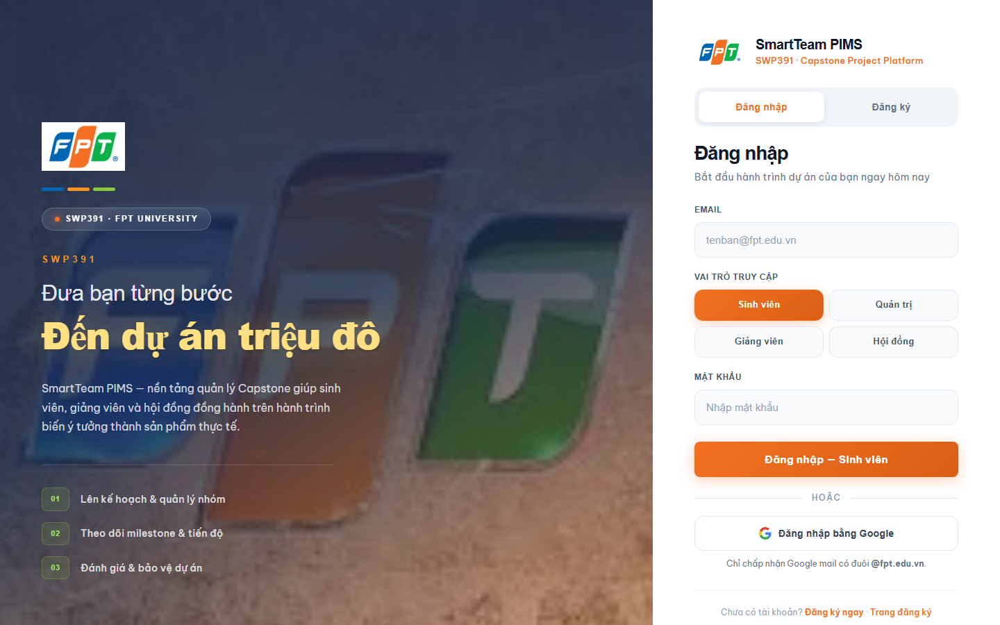 FPT®
SWP391 · FPT UNIVERSITY
SWP391
Đưa bạn từng bước
Đến dự án triệu đô
SmartTeam PIMS — nền tảng quản lý Capstone giúp sinh
viên, giảng viên và hội đồng đồng hành trên hành trình
biến ý tưởng thành sản phẩm thực tế.
01 Lên kế hoạch & quản lý nhóm
02 Theo dõi milestone & tiến độ
03 Đánh giá & bảo vệ dự án
FPT
FPT®
SmartTeam PIMS
SWP391 · Capstone Project Platform
Đăng nhập Đăng ký
Đăng nhập
Bắt đầu hành trình dự án của bạn ngay hôm nay
EMAIL
tenban@fpt.edu.vn
VAI TRÒ TRUY CẬP
Sinh viên Quản trị
Giảng viên Hội đồng
MẬT KHẨU
Nhập mật khẩu
Đăng nhập — Sinh viên
HOẶC
Đăng nhập bằng Google
Chỉ chấp nhận Google mail có đuôi @fpt.edu.vn.
Chưa có tài khoản? Đăng ký ngay · Trang đăng ký